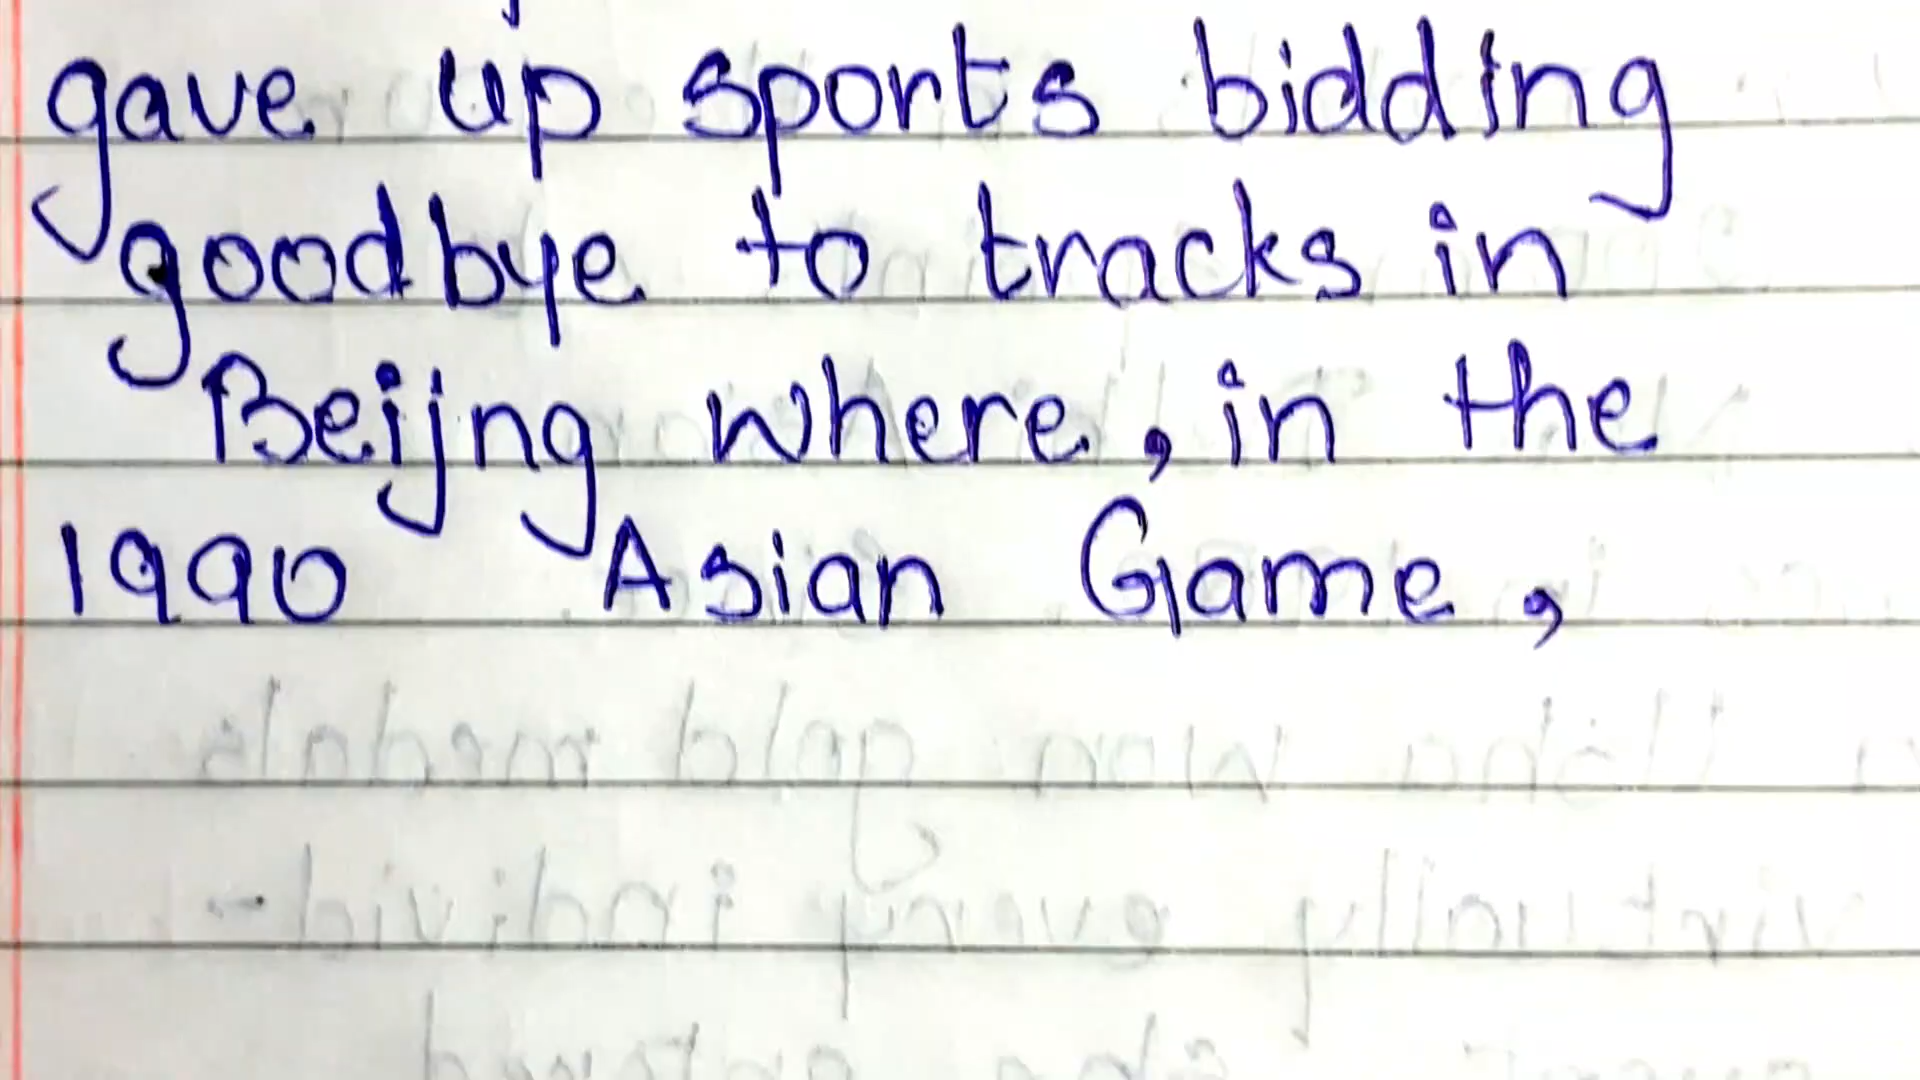 gave up sports bidding
goodbye to tracks in
Beijng where, in the
1990 Asian Game,